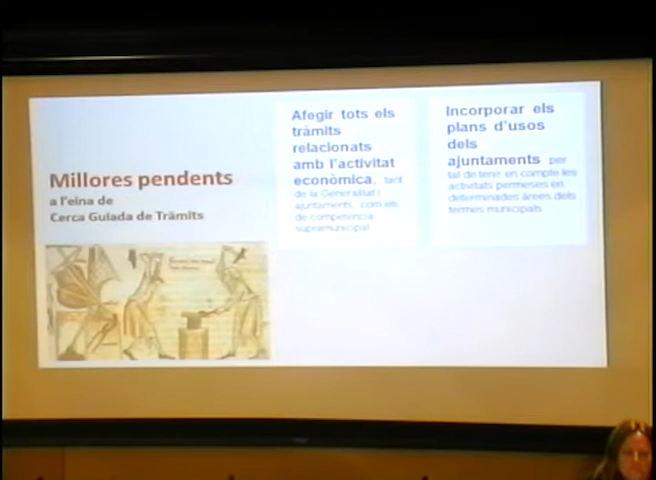 Millores pendents
a l'eina de
Cerca Guiada de Tràmits
Afegir tots els
tràmits
relacionats
amb l'activitat
econòmica, tant
de la Generalitat i
ajuntaments, com els
de competència
supramunicipal
Incorporar els
plans d'usos
dels
ajuntaments per
tal de tenir en compte les
activitats permeses en
determinades àrees dels
termes municipals